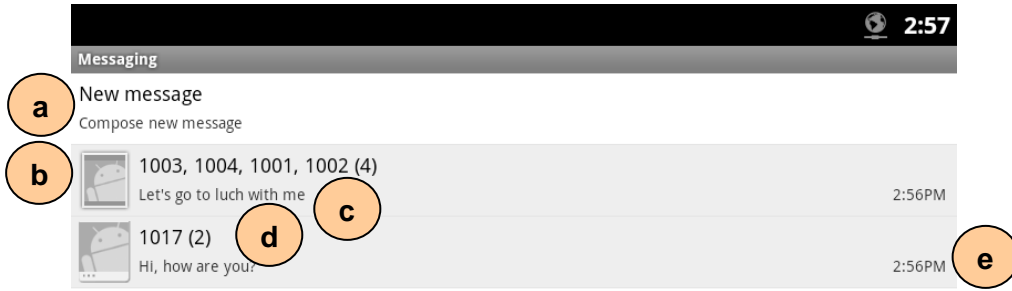 2:57
Messaging
a New message
Compose new message
b 1003, 1004, 1001, 1002 (4)
Let's go to luch with me 2:56PM
c
1017 (2) d
Hi, how are you? 2:56PM e